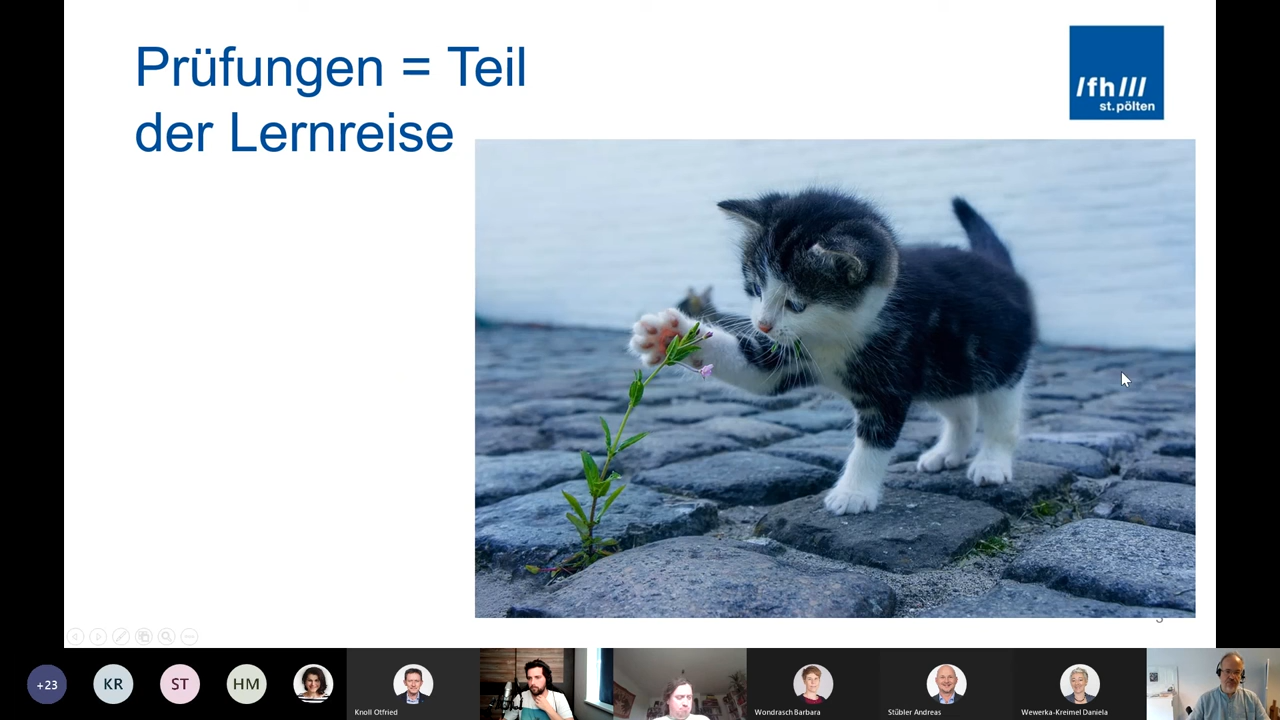 Prüfungen = Teil
der Lernreise
/fh///
st.pölten
+23
KR
ST
HM
Knoll Otfried
Wondrasch Barbara
Stübler Andreas
Wewerka-Kreimel Daniela